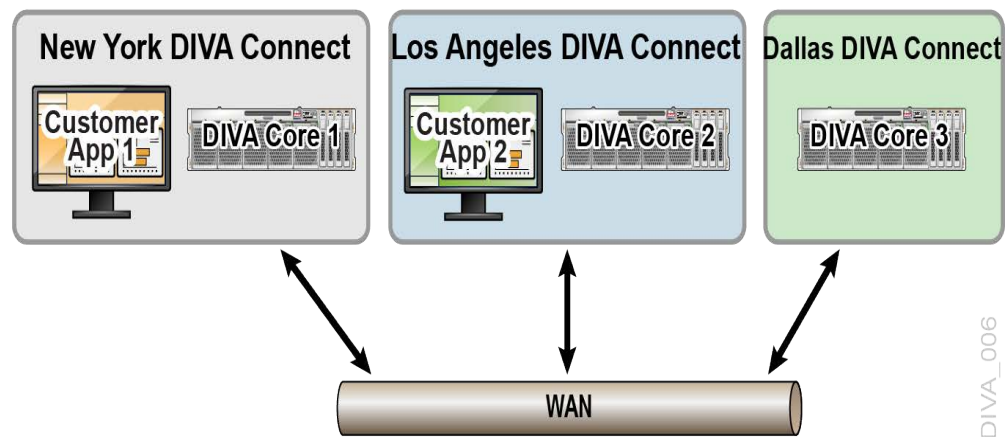 New York DIVA Connect
Customer
App 1
DIVA Core 1
Los Angeles DIVA Connect
Customer
App 2
DIVA Core 2
Dallas DIVA Connect
DIVA Core 3
WAN
DIVA_006